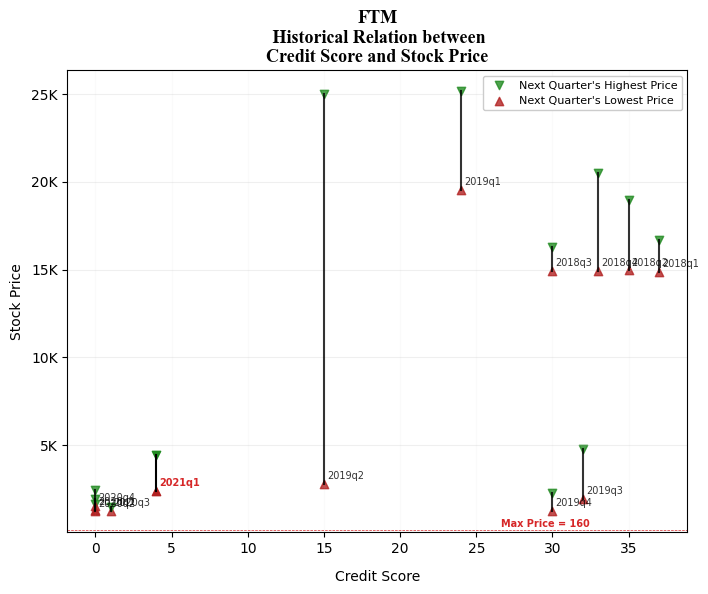 FTM
Historical Relation between
Credit Score and Stock Price
Next Quarter's Highest Price
Next Quarter's Lowest Price
25K
20K
15K
10K
5K
Stock Price
2019q1
2018q3
2018q4
2018q2
2018q1
2019q2
2021q1
2019q3
2019q4
2020q4
2020q3
Max Price = 160
0
5
10
15
20
25
30
35
Credit Score